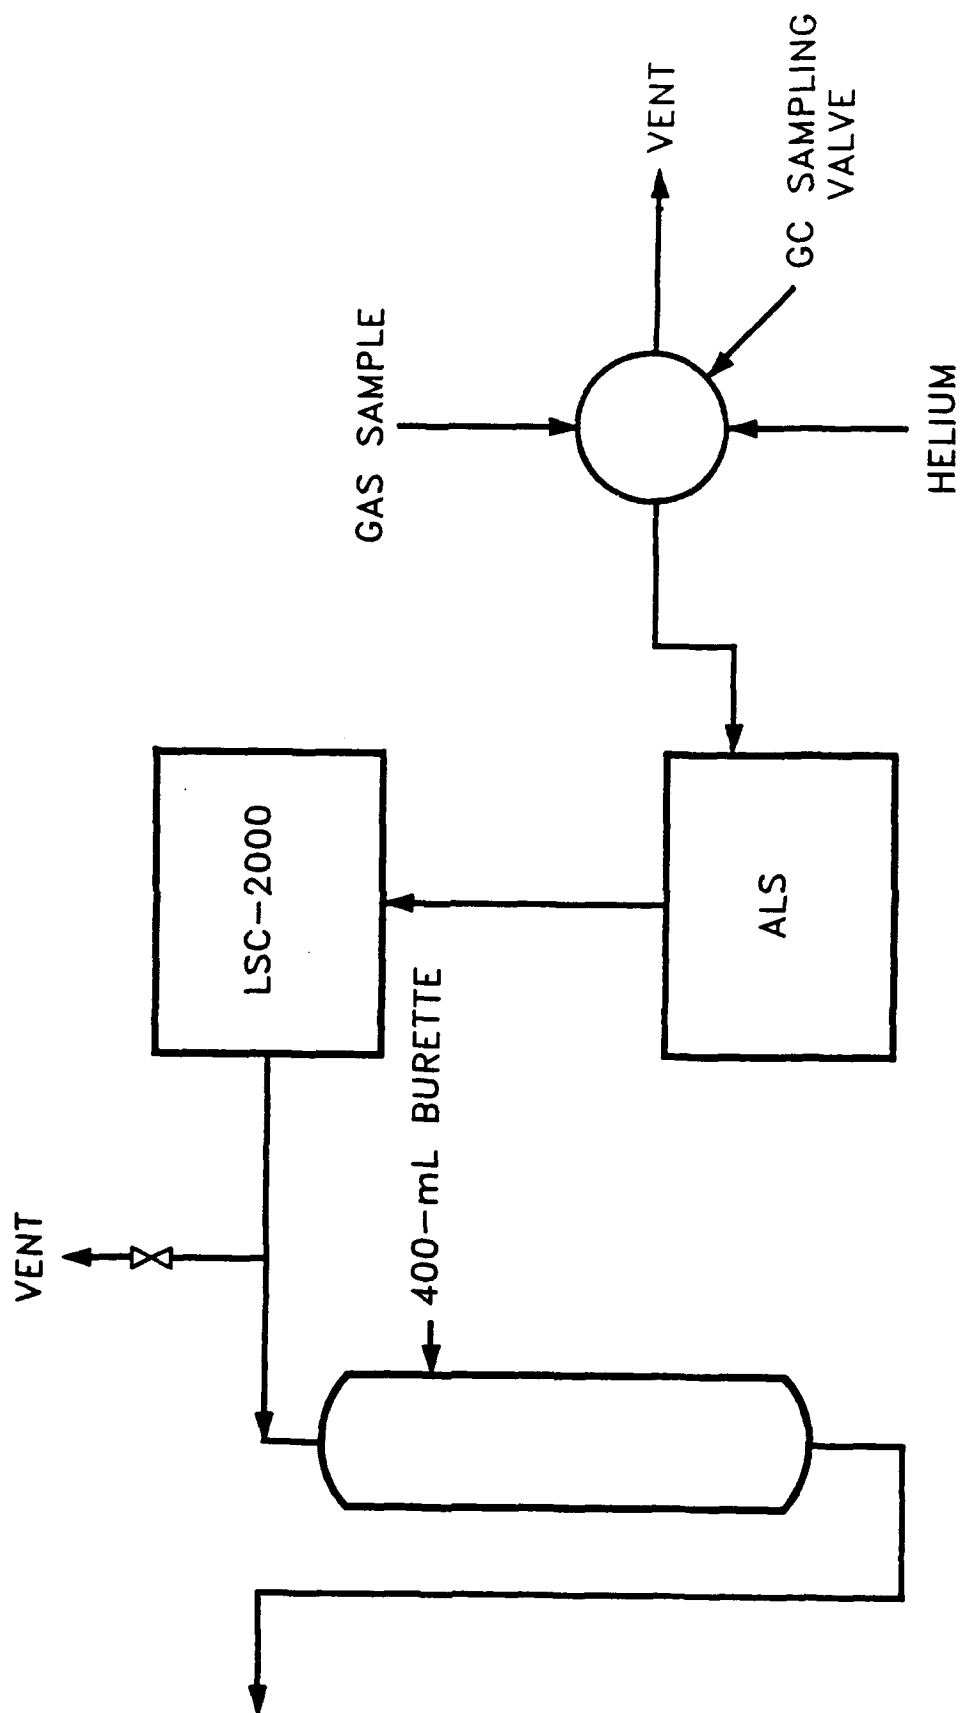 GAS SAMPLE
VENT
GC SAMPLING
VALVE
HELIUM
LSC-2000
ALS
VENT
400-mL BURETTE